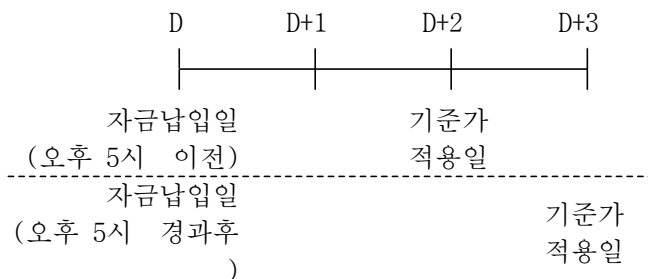 D D+1 D+2 D+3
자금납입일 기준가
(오후 5시 이전) 적용일
자금납입일
(오후 5시 경과후
)
기준가
적용일